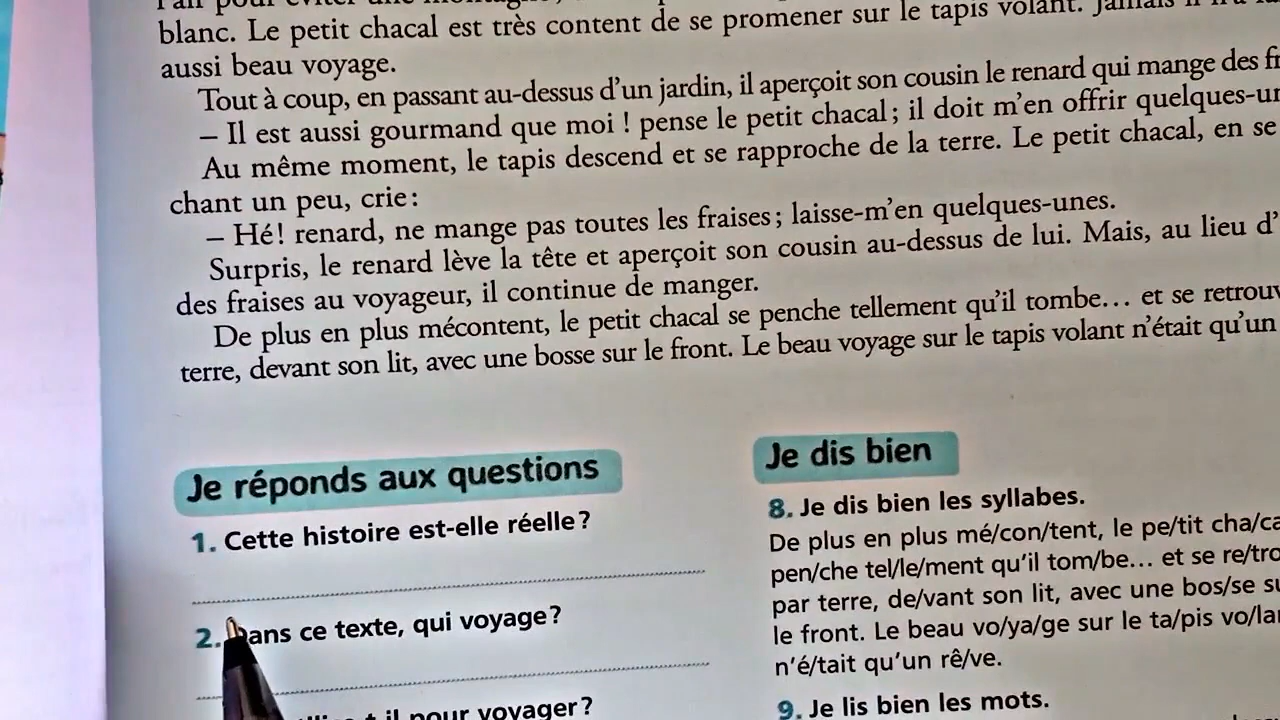 blanc. Le petit chacal est très content de se promener sur le tapis volant. Jamais il
aussi beau voyage.
Tout à coup, en passant au-dessus d'un jardin, il aperçoit son cousin le renard qui mange des
– Il est aussi gourmand que moi ! pense le petit chacal ; il doit m'en offrir
Au même moment, le tapis descend et se rapproche de la terre. Le petit chacal, en se
chant un peu, crie :
– Hé ! renard, ne mange pas toutes les fraises ; laisse-m'en quelques-unes.
Surpris, le renard lève la tête et aperçoit son cousin au-dessus de lui. Mais, au lieu d'
des fraises au voyageur, il continue de manger.
De plus en plus mécontent, le petit chacal se penche tellement qu'il tombe... et se
terre, devant son lit, avec une bosse sur le front. Le beau voyage sur le tapis volant n'était qu'un
Je réponds aux questions
1. Cette histoire est-elle réelle ?
2. Dans ce texte, qui voyage ?
t-il pour voyager ?
Je dis bien
8. Je dis bien les syllabes.
De plus en plus mé/con/tent, le pe/tit
pen/che tel/le/ment qu'il tom/be... et se
par terre, de/vant son lit, avec une bos/se
le front. Le beau vo/ya/ge sur le ta/pis
n'é/tait qu'un rê/ve.
9. Je lis bien les mots.